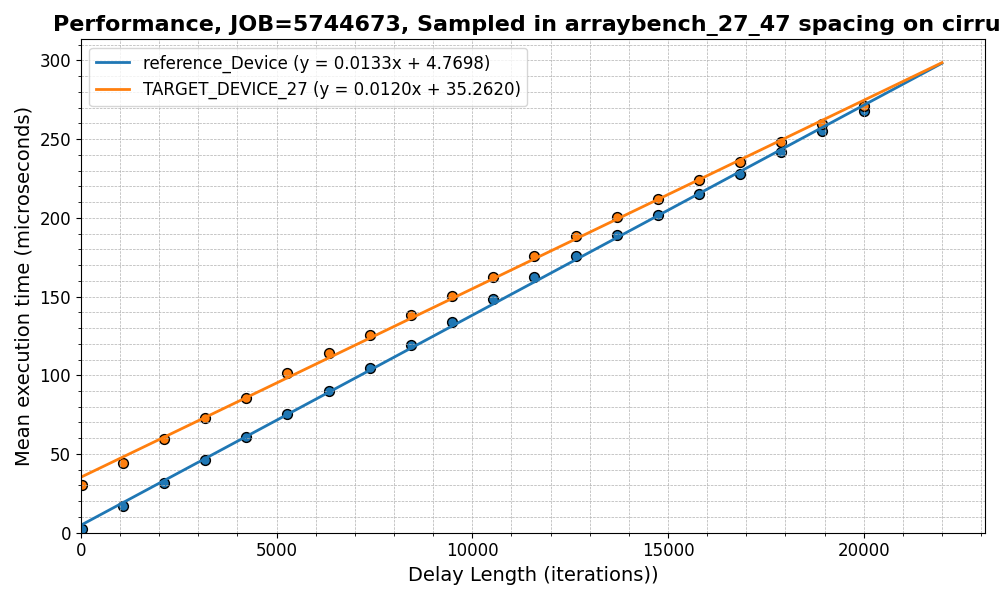 Performance, JOB=5744673, Sampled in arraybench_27_47 spacing on cirru
reference_Device (y = 0.0133x + 4.7698)
TARGET_DEVICE_27 (y = 0.0120x + 35.2620)
Mean execution time (microseconds)
300
250
200
150
100
50
0
0 5000 10000 15000 20000
Delay Length (iterations))